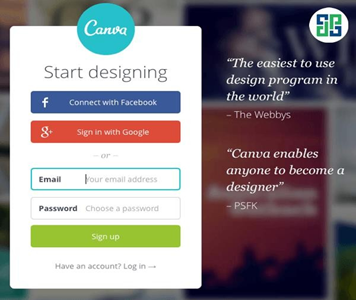 Canva
Start designing
f Connect with Facebook
g+ Sign in with Google
– or –
Email Your email address
Password Choose a password
Sign up
Have an account? Log in →
“The easiest to use
design program in
the world”
– The Webbys
“Canva enables
anyone to become a
designer”
– PSFK